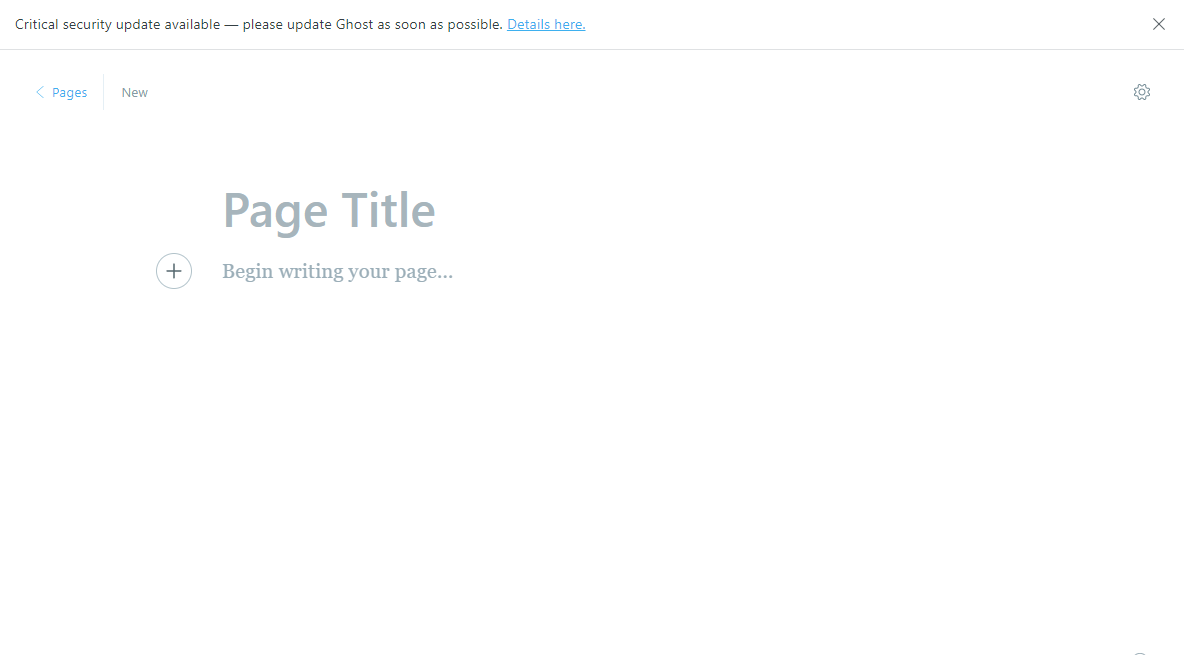 Critical security update available — please update Ghost as soon as possible. Details here.
Pages
New
Page Title
Begin writing your page...